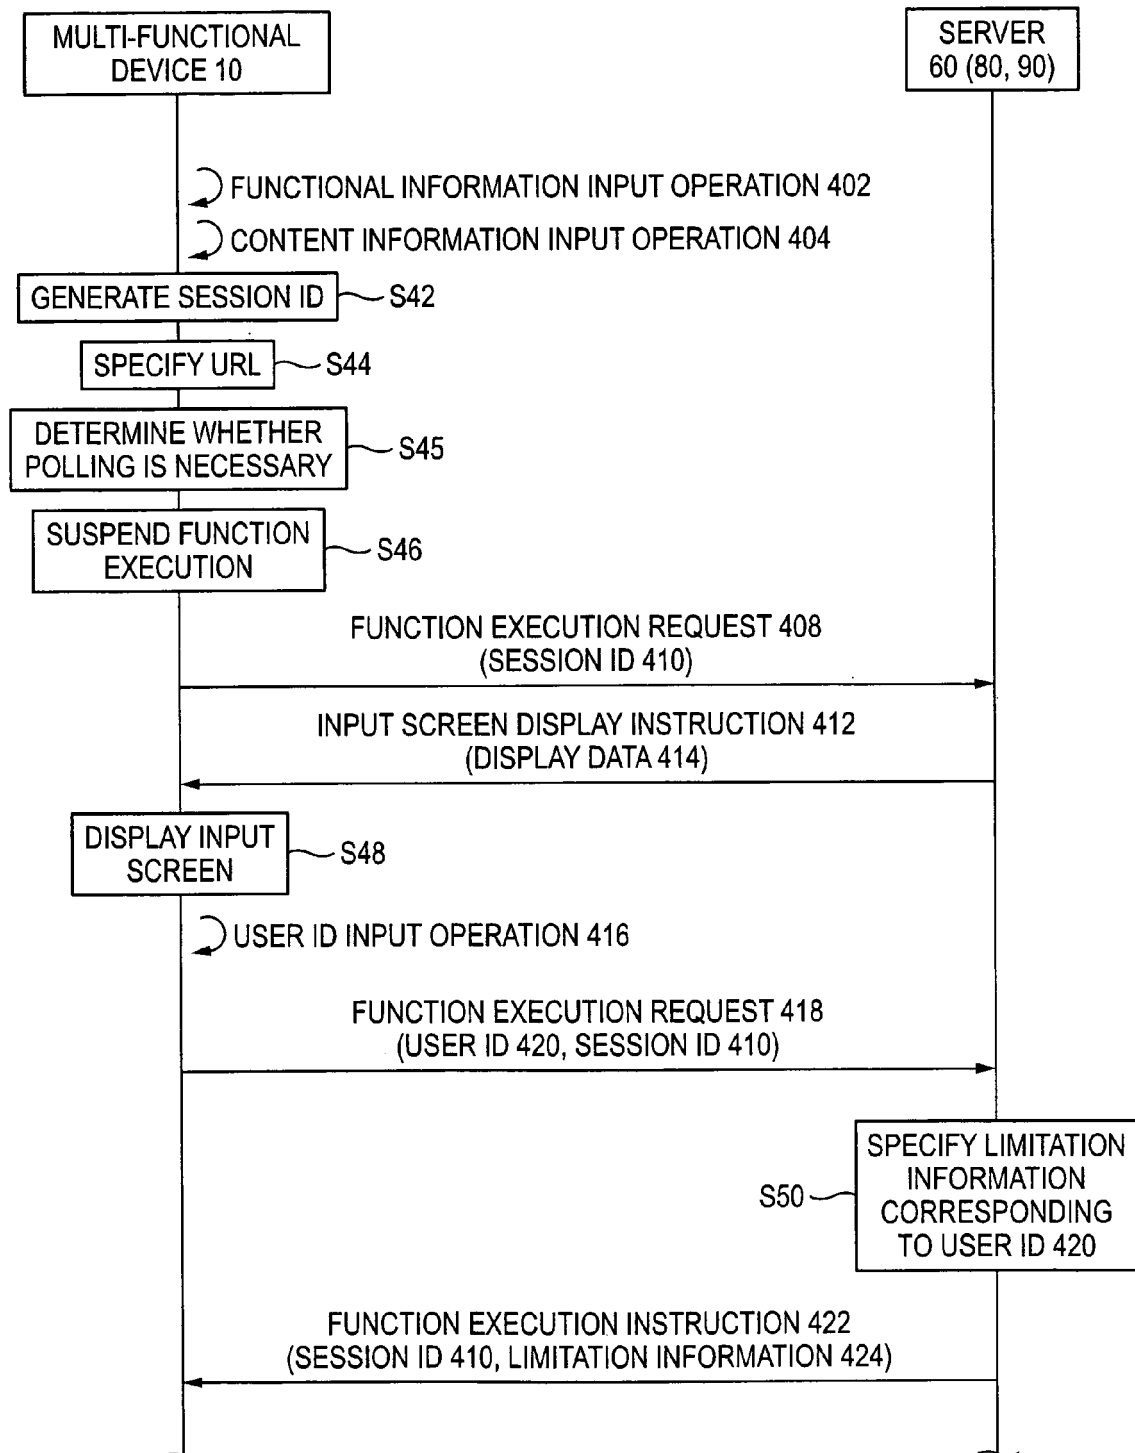 MULTI-FUNCTIONAL
DEVICE 10
SERVER
60 (80, 90)
FUNCTIONAL INFORMATION INPUT OPERATION 402
CONTENT INFORMATION INPUT OPERATION 404
GENERATE SESSION ID
S42
SPECIFY URL
S44
DETERMINE WHETHER
POLLING IS NECESSARY
S45
SUSPEND FUNCTION
EXECUTION
S46
FUNCTION EXECUTION REQUEST 408
(SESSION ID 410)
INPUT SCREEN DISPLAY INSTRUCTION 412
(DISPLAY DATA 414)
DISPLAY INPUT
SCREEN
S48
USER ID INPUT OPERATION 416
FUNCTION EXECUTION REQUEST 418
(USER ID 420, SESSION ID 410)
SPECIFY LIMITATION
INFORMATION
CORRESPONDING
TO USER ID 420
S50
FUNCTION EXECUTION INSTRUCTION 422
(SESSION ID 410, LIMITATION INFORMATION 424)